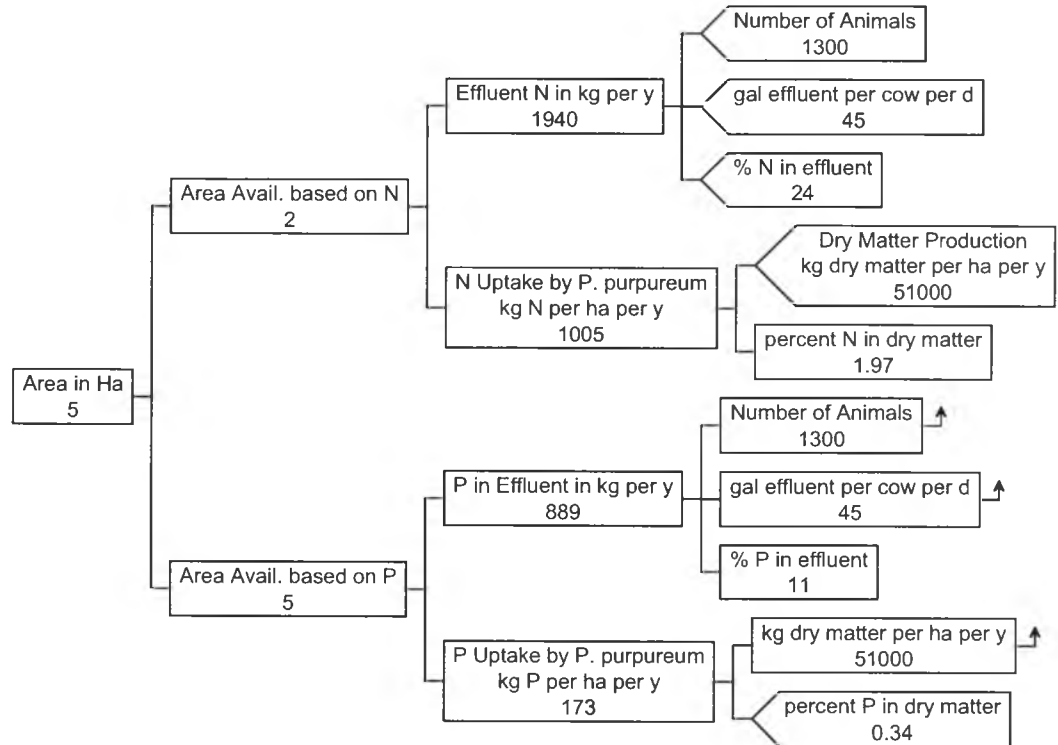 Number of Animals
1300
Effluent N in kg per y
1940
gal effluent per cow per d
45
% N in effluent
24
Area Avail. based on N
2
Dry Matter Production
kg dry matter per ha per y
51000
N Uptake by P. purpureum
kg N per ha per y
1005
percent N in dry matter
1.97
Area in Ha
5
Number of Animals
1300
P in Effluent in kg per y
889
gal effluent per cow per d
45
% P in effluent
11
Area Avail. based on P
5
kg dry matter per ha per y
51000
P Uptake by P. purpureum
kg P per ha per y
173
percent P in dry matter
0.34